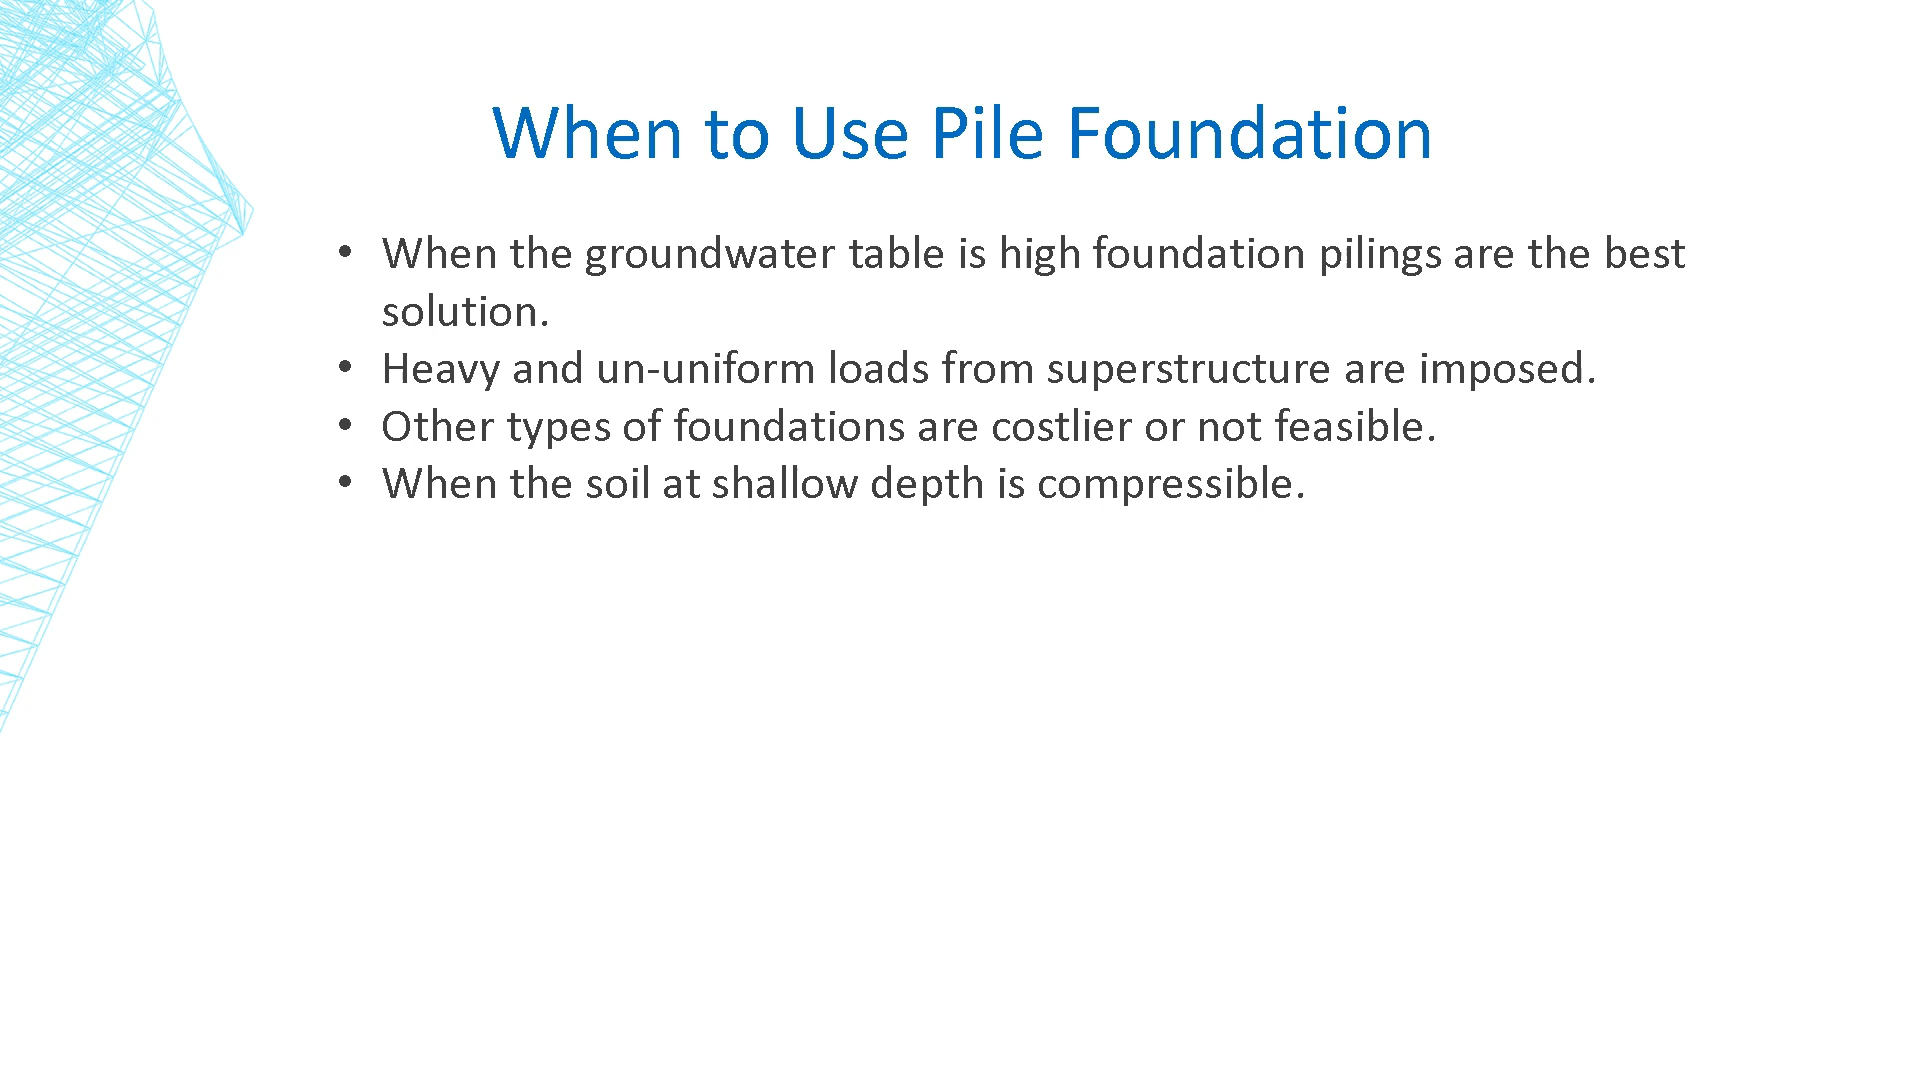 When to Use Pile Foundation
• When the groundwater table is high foundation pilings are the best
solution.
• Heavy and un-uniform loads from superstructure are imposed.
• Other types of foundations are costlier or not feasible.
• When the soil at shallow depth is compressible.